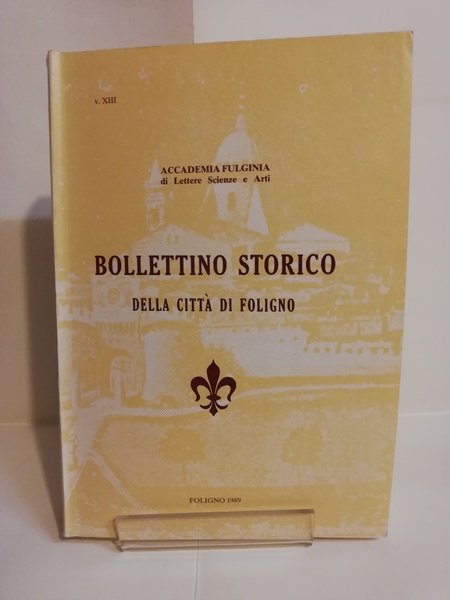 v. XIII
ACCADEMIA FULGINIA
di Lettere Scienze e Arti
BOLLETTINO STORICO
DELLA CITTÀ DI FOLIGNO
FOLIGNO 1989